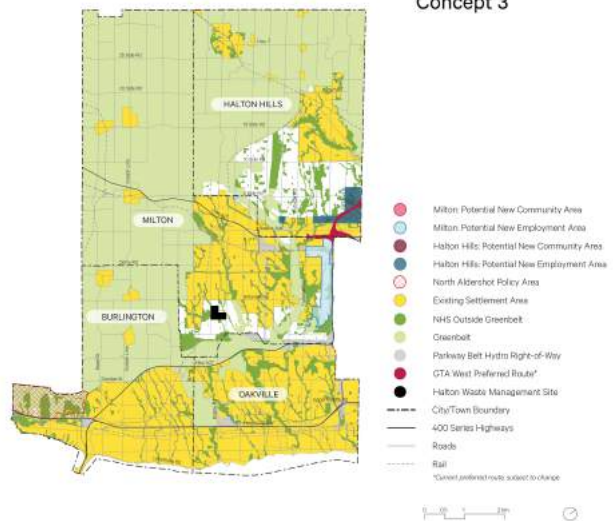 Concept 3
HALTON HILLS
MILTON
BURLINGTON
OAKVILLE
Milton: Potential New Community Area
Milton: Potential New Employment Area
Halton Hills: Potential New Community Area
Halton Hills: Potential New Employment Area
North Aldershot Policy Area
Existing Settlement Area
NHS Outside Greenbelt
Greenbelt
Parkway Belt Hydro Right-of-Way
GTA West Preferred Route*
Halton Waste Management Site
City/Town Boundary
400 Series Highways
Roads
Rail
*Current preferred route, subject to change